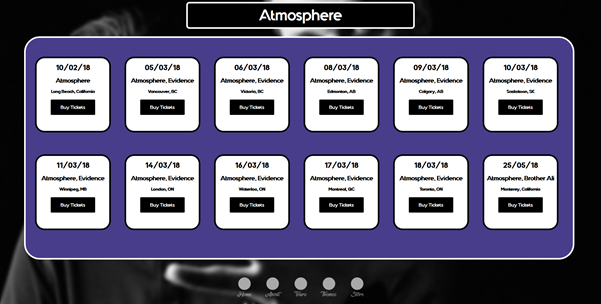 Atmosphere
10/02/18
Atmosphere
Long Beach, California
Buy Tickets
05/03/18
Atmosphere, Evidence
Vancouver, BC
Buy Tickets
06/03/18
Atmosphere, Evidence
Victoria, BC
Buy Tickets
08/03/18
Atmosphere, Evidence
Edmonton, AB
Buy Tickets
09/03/18
Atmosphere, Evidence
Calgary, AB
Buy Tickets
10/03/18
Atmosphere, Evidence
Saskatoon, SK
Buy Tickets
11/03/18
Atmosphere, Evidence
Winnipeg, MB
Buy Tickets
14/03/18
Atmosphere, Evidence
London, ON
Buy Tickets
16/03/18
Atmosphere, Evidence
Waterloo, ON
Buy Tickets
17/03/18
Atmosphere, Evidence
Montreal, QC
Buy Tickets
18/03/18
Atmosphere, Evidence
Toronto, ON
Buy Tickets
25/05/18
Atmosphere, Brother Ali
Monterey, California
Buy Tickets
Home
About
Tours